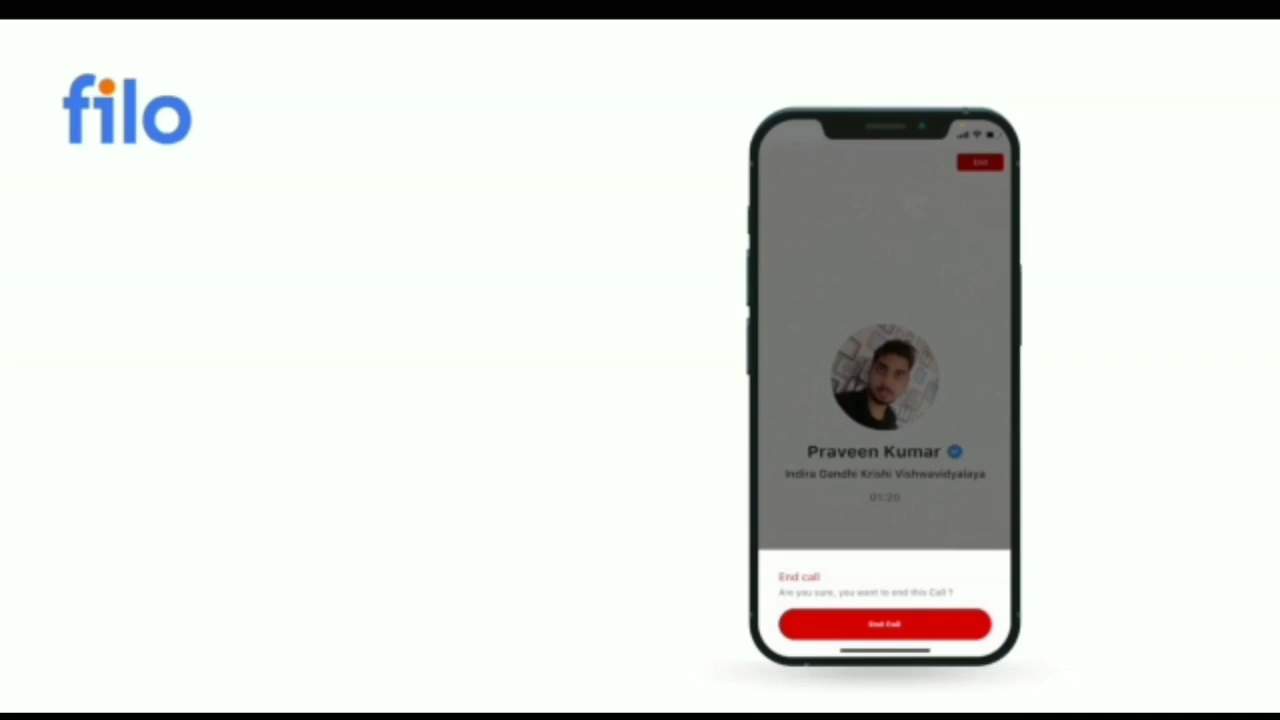 filo
End
Praveen Kumar
Indira Gandhi Krishi Vishwavidyalaya
01:20
End call
Are you sure, you want to end this Call ?
End Call